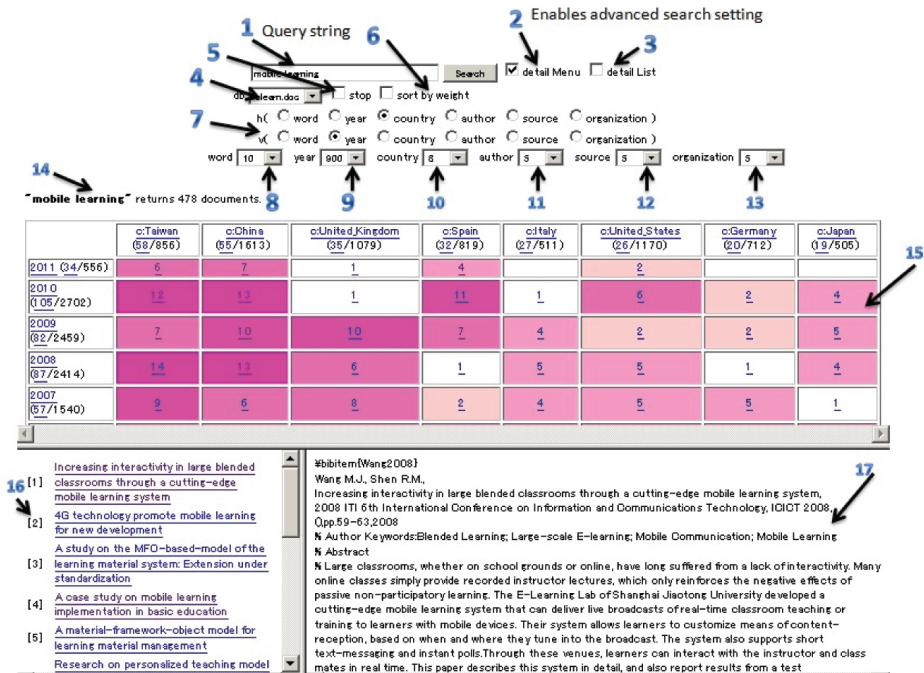 1 Query string
2 Enables advanced search setting
3
4
5
6
7
mobile learning Search detail Menu detail List
db elearn.doc stop sort by weight
h( word year country author source organization )
v( word year country author source organization )
word 10 year 900 country 8 author 5 source 5 organization 5
8 9 10 11 12 13
14
"mobile learning" returns 478 documents.
c:Taiwan (58/856) c:China (55/1613) c:United_Kingdom (35/1079) c:Spain (32/819) c:Italy (27/511) c:United_States (26/1170) c:Germany (20/712) c:Japan (19/505)
15
2011 (34/556) 6 7 1 4 2
2010 (105/2702) 12 13 1 11 1 6 2 4
2009 (82/2459) 7 10 10 7 4 2 2 5
2008 (87/2414) 14 13 6 1 5 5 1 4
2007 (57/1540) 9 6 8 2 4 5 5 1
16
[1] Increasing interactivity in large blended
classrooms through a cutting-edge
mobile learning system
[2] 4G technology promote mobile learning
for new development
[3] A study on the MFO-based-model of the
learning material system: Extension under
standardization
[4] A case study on mobile learning
implementation in basic education
[5] A material-framework-object model for
learning material management
Research on personalized teaching model
17
¥bibitem{Wang2008}
Wang M.J., Shen R.M.,
Increasing interactivity in large blended classrooms through a cutting-edge mobile learning system,
2008 ITI 6th International Conference on Information and Communications Technology, ICICT 2008,
(),pp.59-63,2008
% Author Keywords:Blended Learning; Large-scale E-learning; Mobile Communication; Mobile Learning
% Abstract
% Large classrooms, whether on school grounds or online, have long suffered from a lack of interactivity. Many
online classes simply provide recorded instructor lectures, which only reinforces the negative effects of
passive non-participatory learning. The E-Learning Lab of Shanghai Jiaotong University developed a
cutting-edge mobile learning system that can deliver live broadcasts of real-time classroom teaching or
training to learners with mobile devices. Their system allows learners to customize means of content-
reception, based on when and where they tune into the broadcast. The system also supports short
text-messaging and instant polls.Through these venues, learners can interact with the instructor and class
mates in real time. This paper describes this system in detail, and also report results from a test